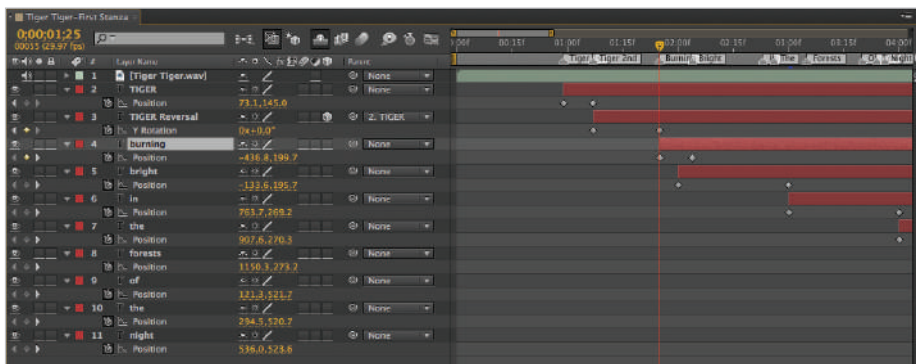 Tiger Tiger–First Stanza
0;00;01;25
00055 (29.97 fps)
00f 00:15f 01:00f 01:15f 02:00f 02:15f 03:00f 03:15f 04:00f
Tiger Tiger 2nd Burnin Bright The Forests O Night
# Layer Name Parent
1 [Tiger Tiger.wav] None
2 TIGER None
Position 73.1,145.0
3 TIGER Reversal 2. TIGER
Y Rotation 0x+0.0°
4 burning None
Position -436.8,199.7
5 bright None
Position -133.6,195.7
6 in None
Position 763.7,269.2
7 the None
Position 907.6,270.3
8 forests None
Position 1150.3,273.2
9 of None
Position 121.3,521.7
10 the None
Position 294.5,520.7
11 night None
Position 536.0,523.6